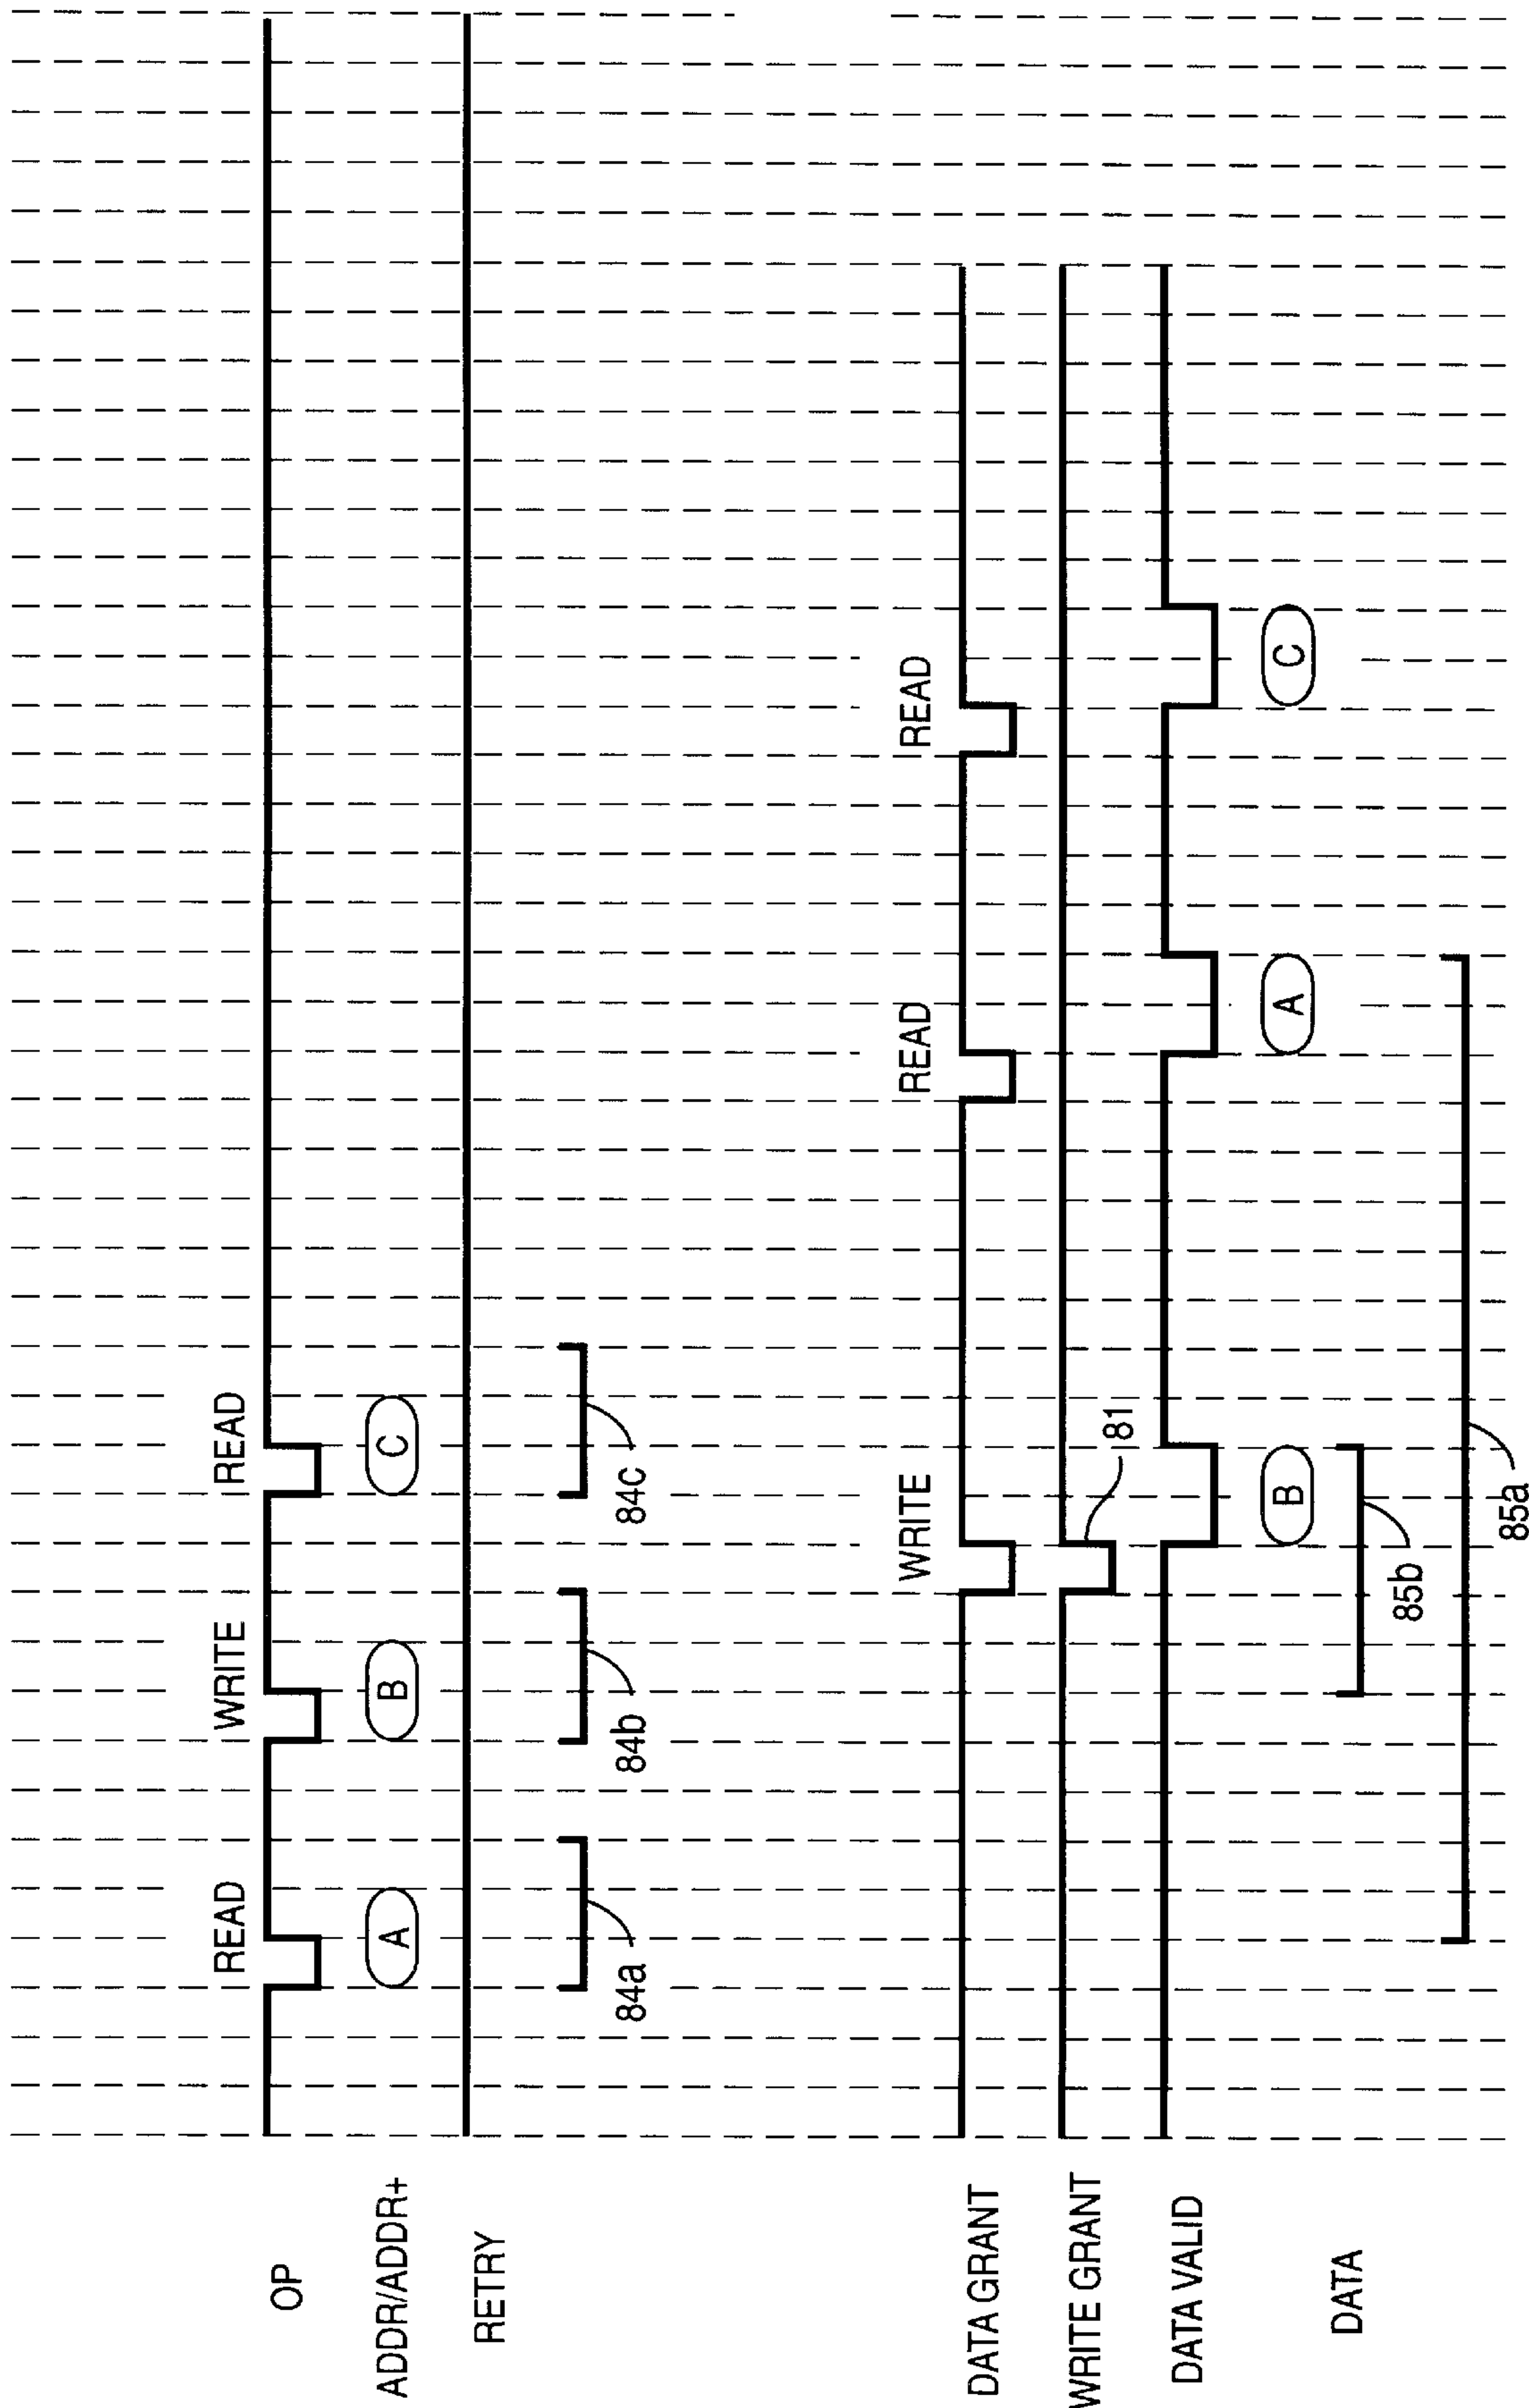 READ
WRITE
READ
OP
A
B
C
ADDR/ADDR+
RETRY
84a
84b
84c
WRITE
READ
READ
DATA GRANT
WRITE GRANT
81
DATA VALID
B
A
C
DATA
85b
85a